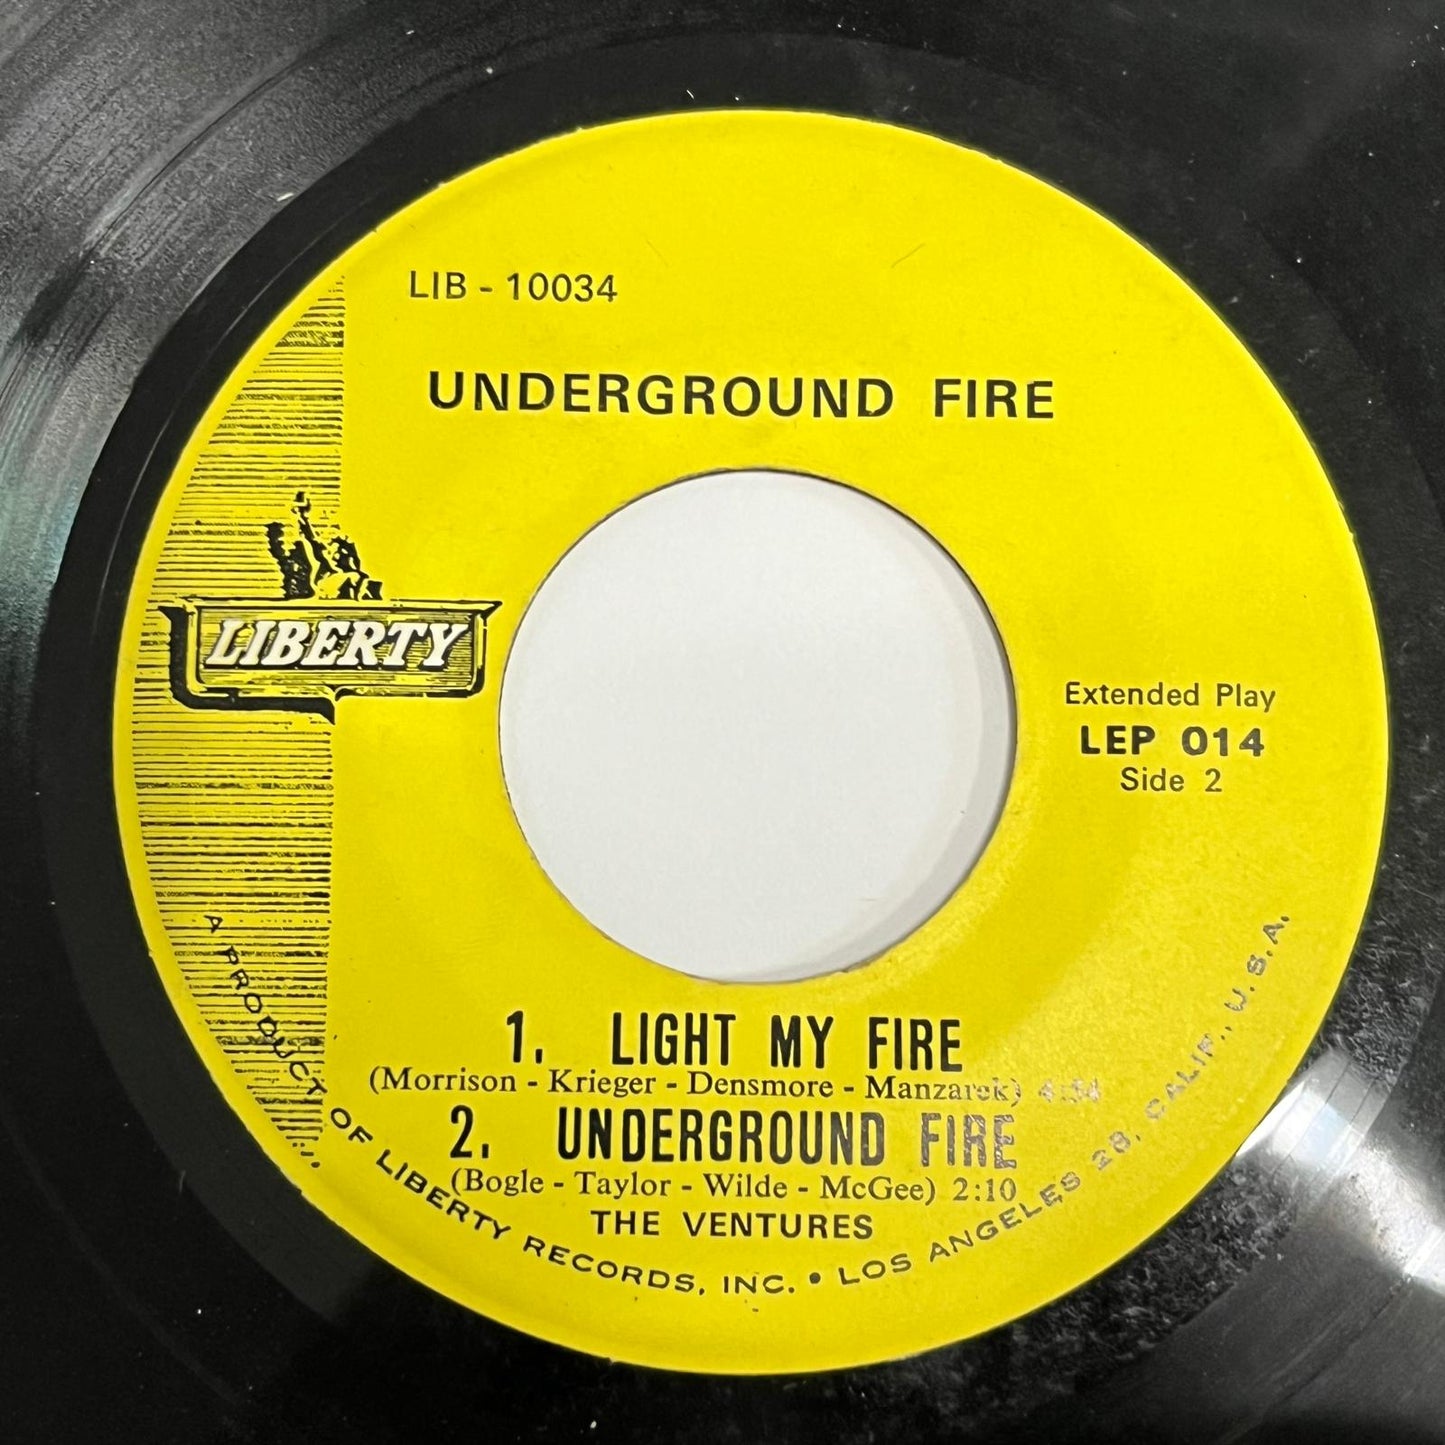 LIB - 10034
UNDERGROUND FIRE
LIBERTY
Extended Play
LEP 014
Side 2
1. LIGHT MY FIRE
(Morrison - Krieger - Densmore - Manzarek) 4:54
2. UNDERGROUND FIRE
(Bogle - Taylor - Wilde - McGee) 2:10
THE VENTURES
A PRODUCT OF LIBERTY RECORDS, INC. • LOS ANGELES 28, CALIF., U.S.A.